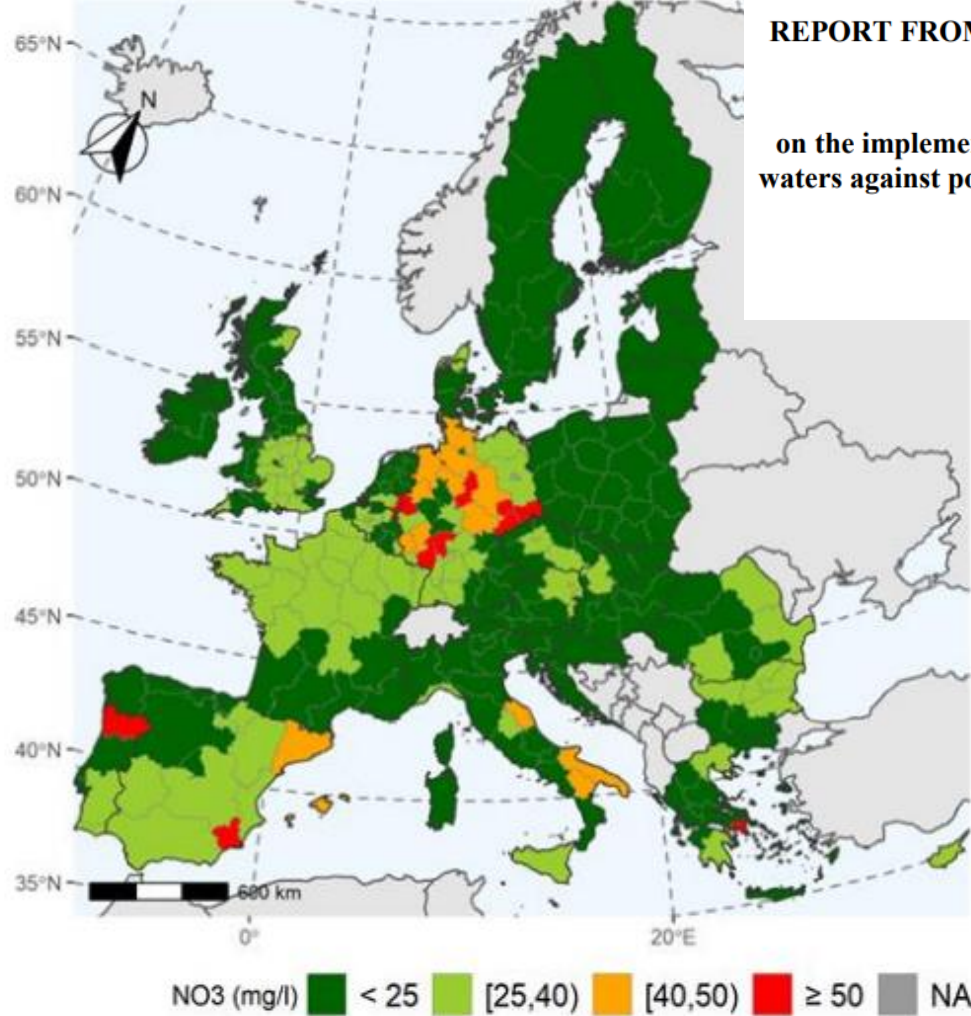 REPORT FROM
on the impleme
waters against po
65°N
60°N
55°N
50°N
45°N
40°N
35°N
N
600 km
0°
20°E
NO3 (mg/l) < 25 [25,40) [40,50) ≥ 50 NA